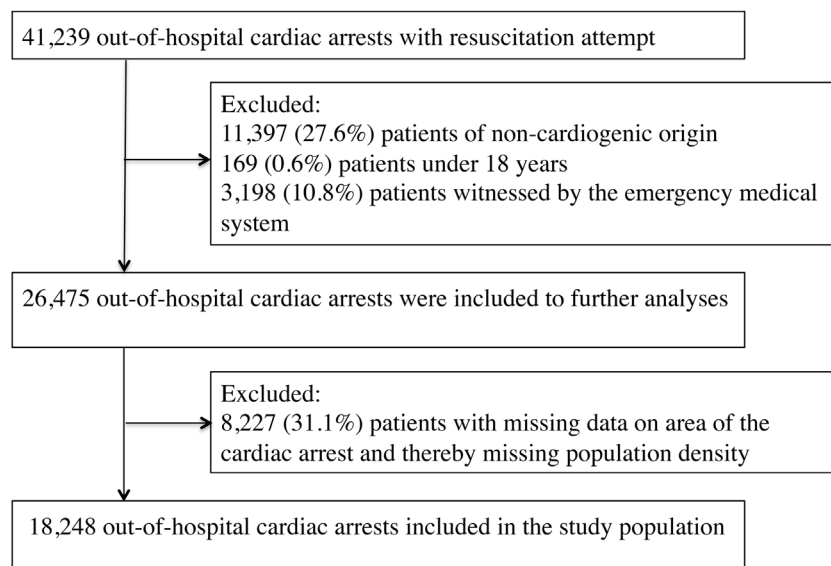 41,239 out-of-hospital cardiac arrests with resuscitation attempt
Excluded:
11,397 (27.6%) patients of non-cardiogenic origin
169 (0.6%) patients under 18 years
3,198 (10.8%) patients witnessed by the emergency medical
system
26,475 out-of-hospital cardiac arrests were included to further analyses
Excluded:
8,227 (31.1%) patients with missing data on area of the
cardiac arrest and thereby missing population density
18,248 out-of-hospital cardiac arrests included in the study population